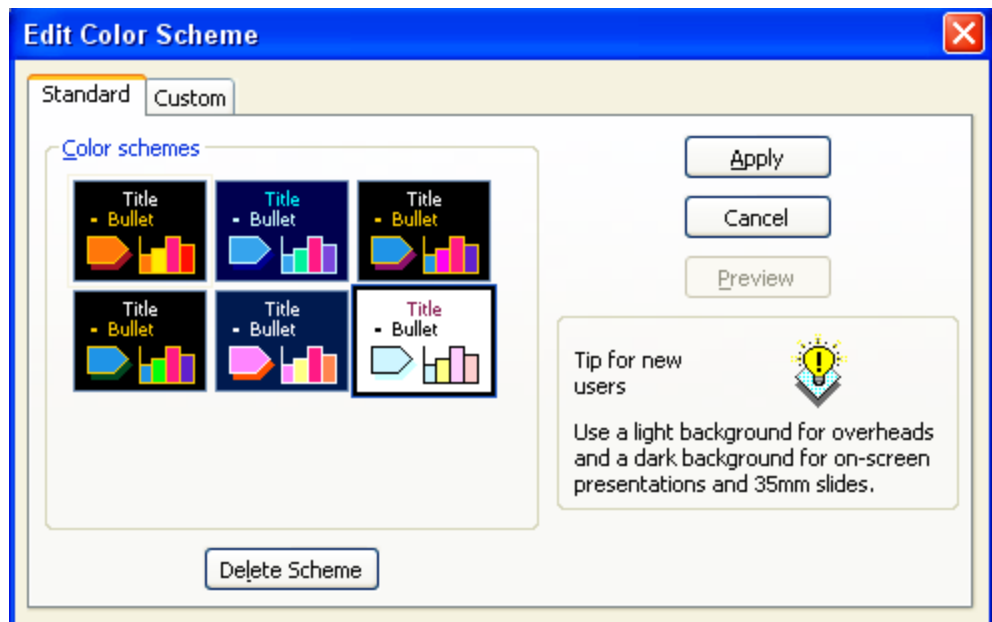 Edit Color Scheme
Standard
Custom
Color schemes
Title
- Bullet
Title
- Bullet
Title
- Bullet
Title
- Bullet
Title
- Bullet
Title
- Bullet
Apply
Cancel
Preview
Tip for new
users
Use a light background for overheads
and a dark background for on-screen
presentations and 35mm slides.
Delete Scheme